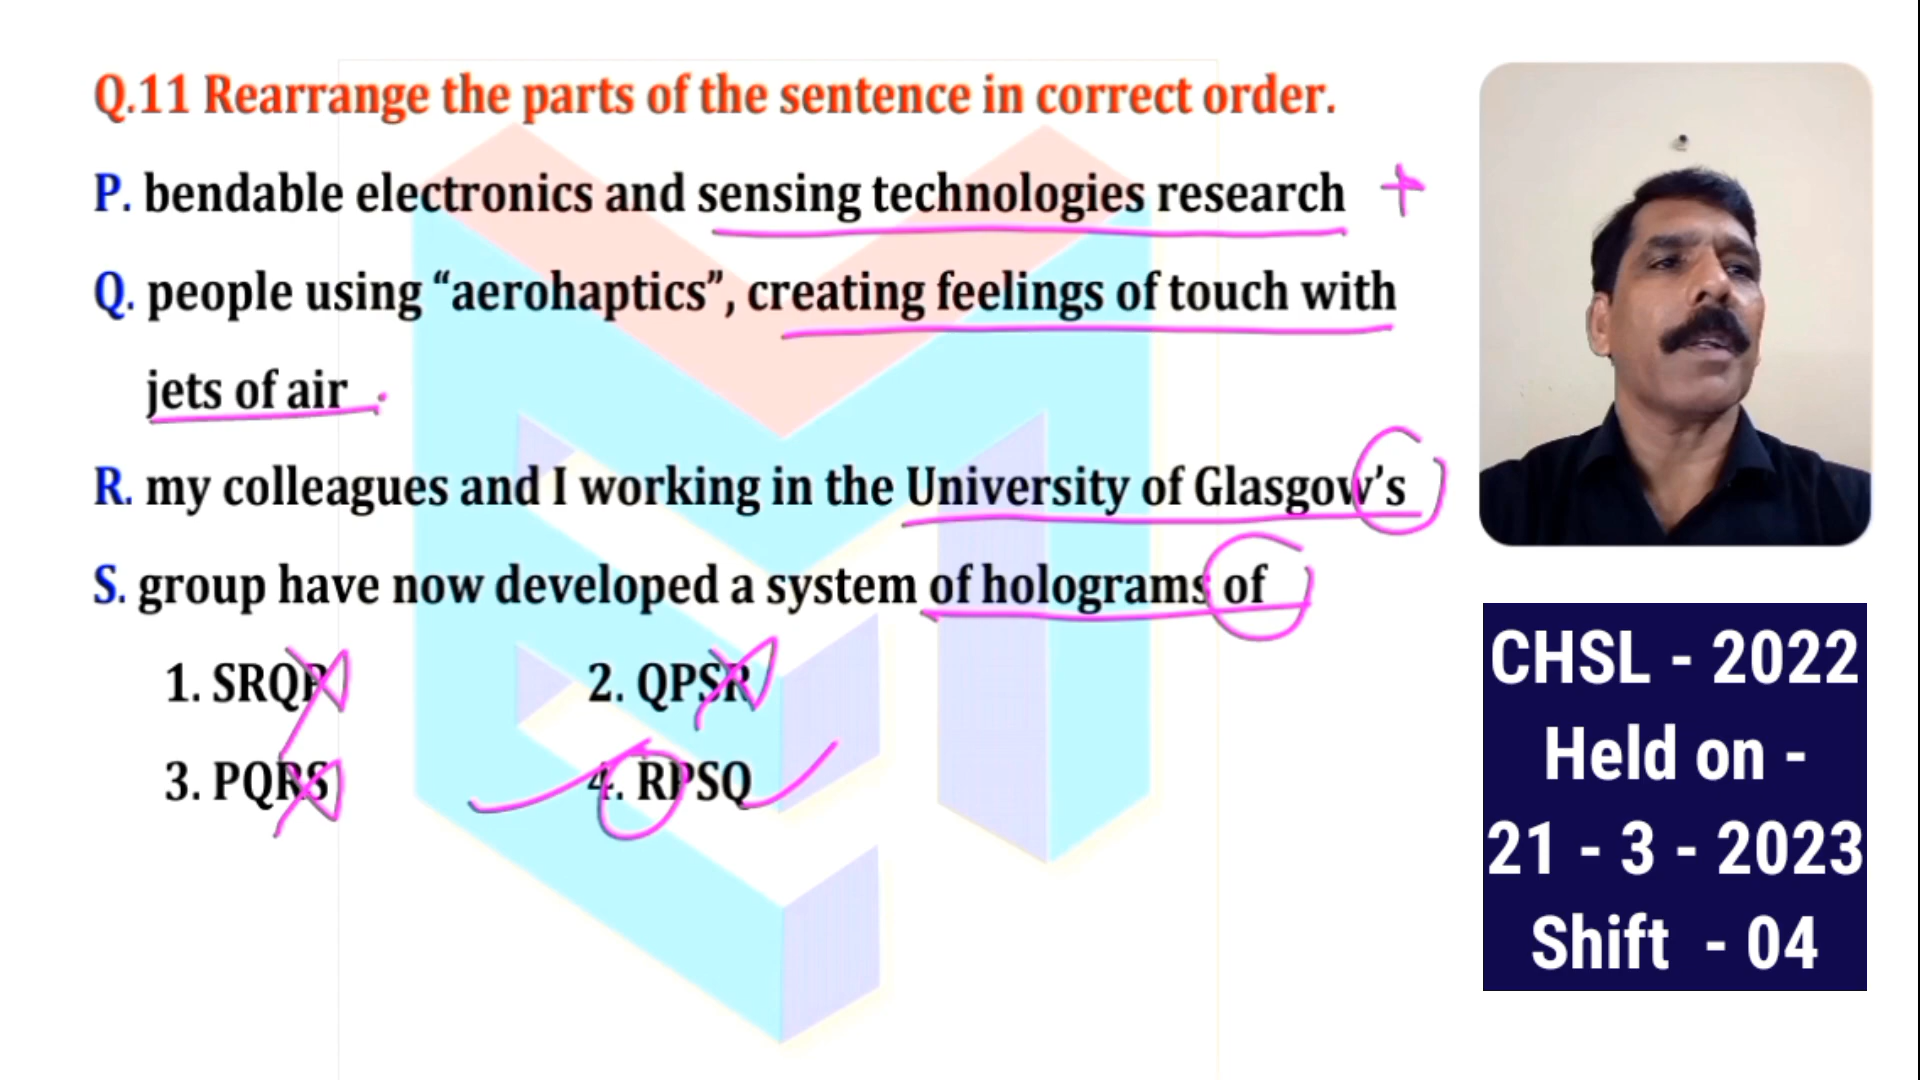 Q.11 Rearrange the parts of the sentence in correct order.
P. bendable electronics and sensing technologies research
Q. people using “aerohaptics”, creating feelings of touch with
jets of air
R. my colleagues and I working in the University of Glasgow’s
S. group have now developed a system of holograms of
1. SRQP
2. QPSR
3. PQRS
4. RPSQ
CHSL - 2022
Held on -
21 - 3 - 2023
Shift - 04